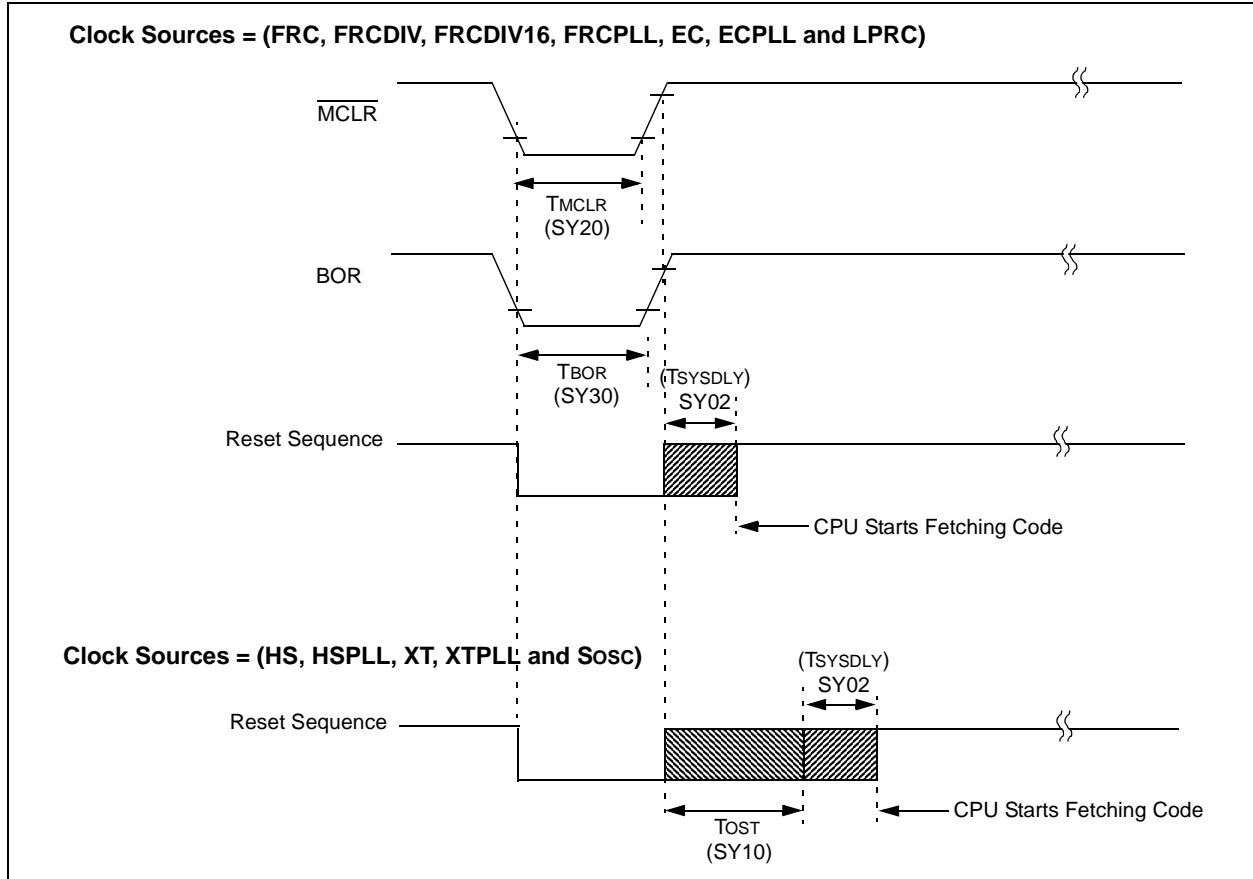 Clock Sources = (FRC, FRCDIV, FRCDIV16, FRCPLL, EC, ECPLL and LPRC)
MCLR
TMCLR
(SY20)
BOR
TBOR
(SY30)
(TSYSDLY)
SY02
Reset Sequence
CPU Starts Fetching Code
Clock Sources = (HS, HSPLL, XT, XTPLL and SOSC)
(TSYSDLY)
SY02
Reset Sequence
CPU Starts Fetching Code
TOST
(SY10)